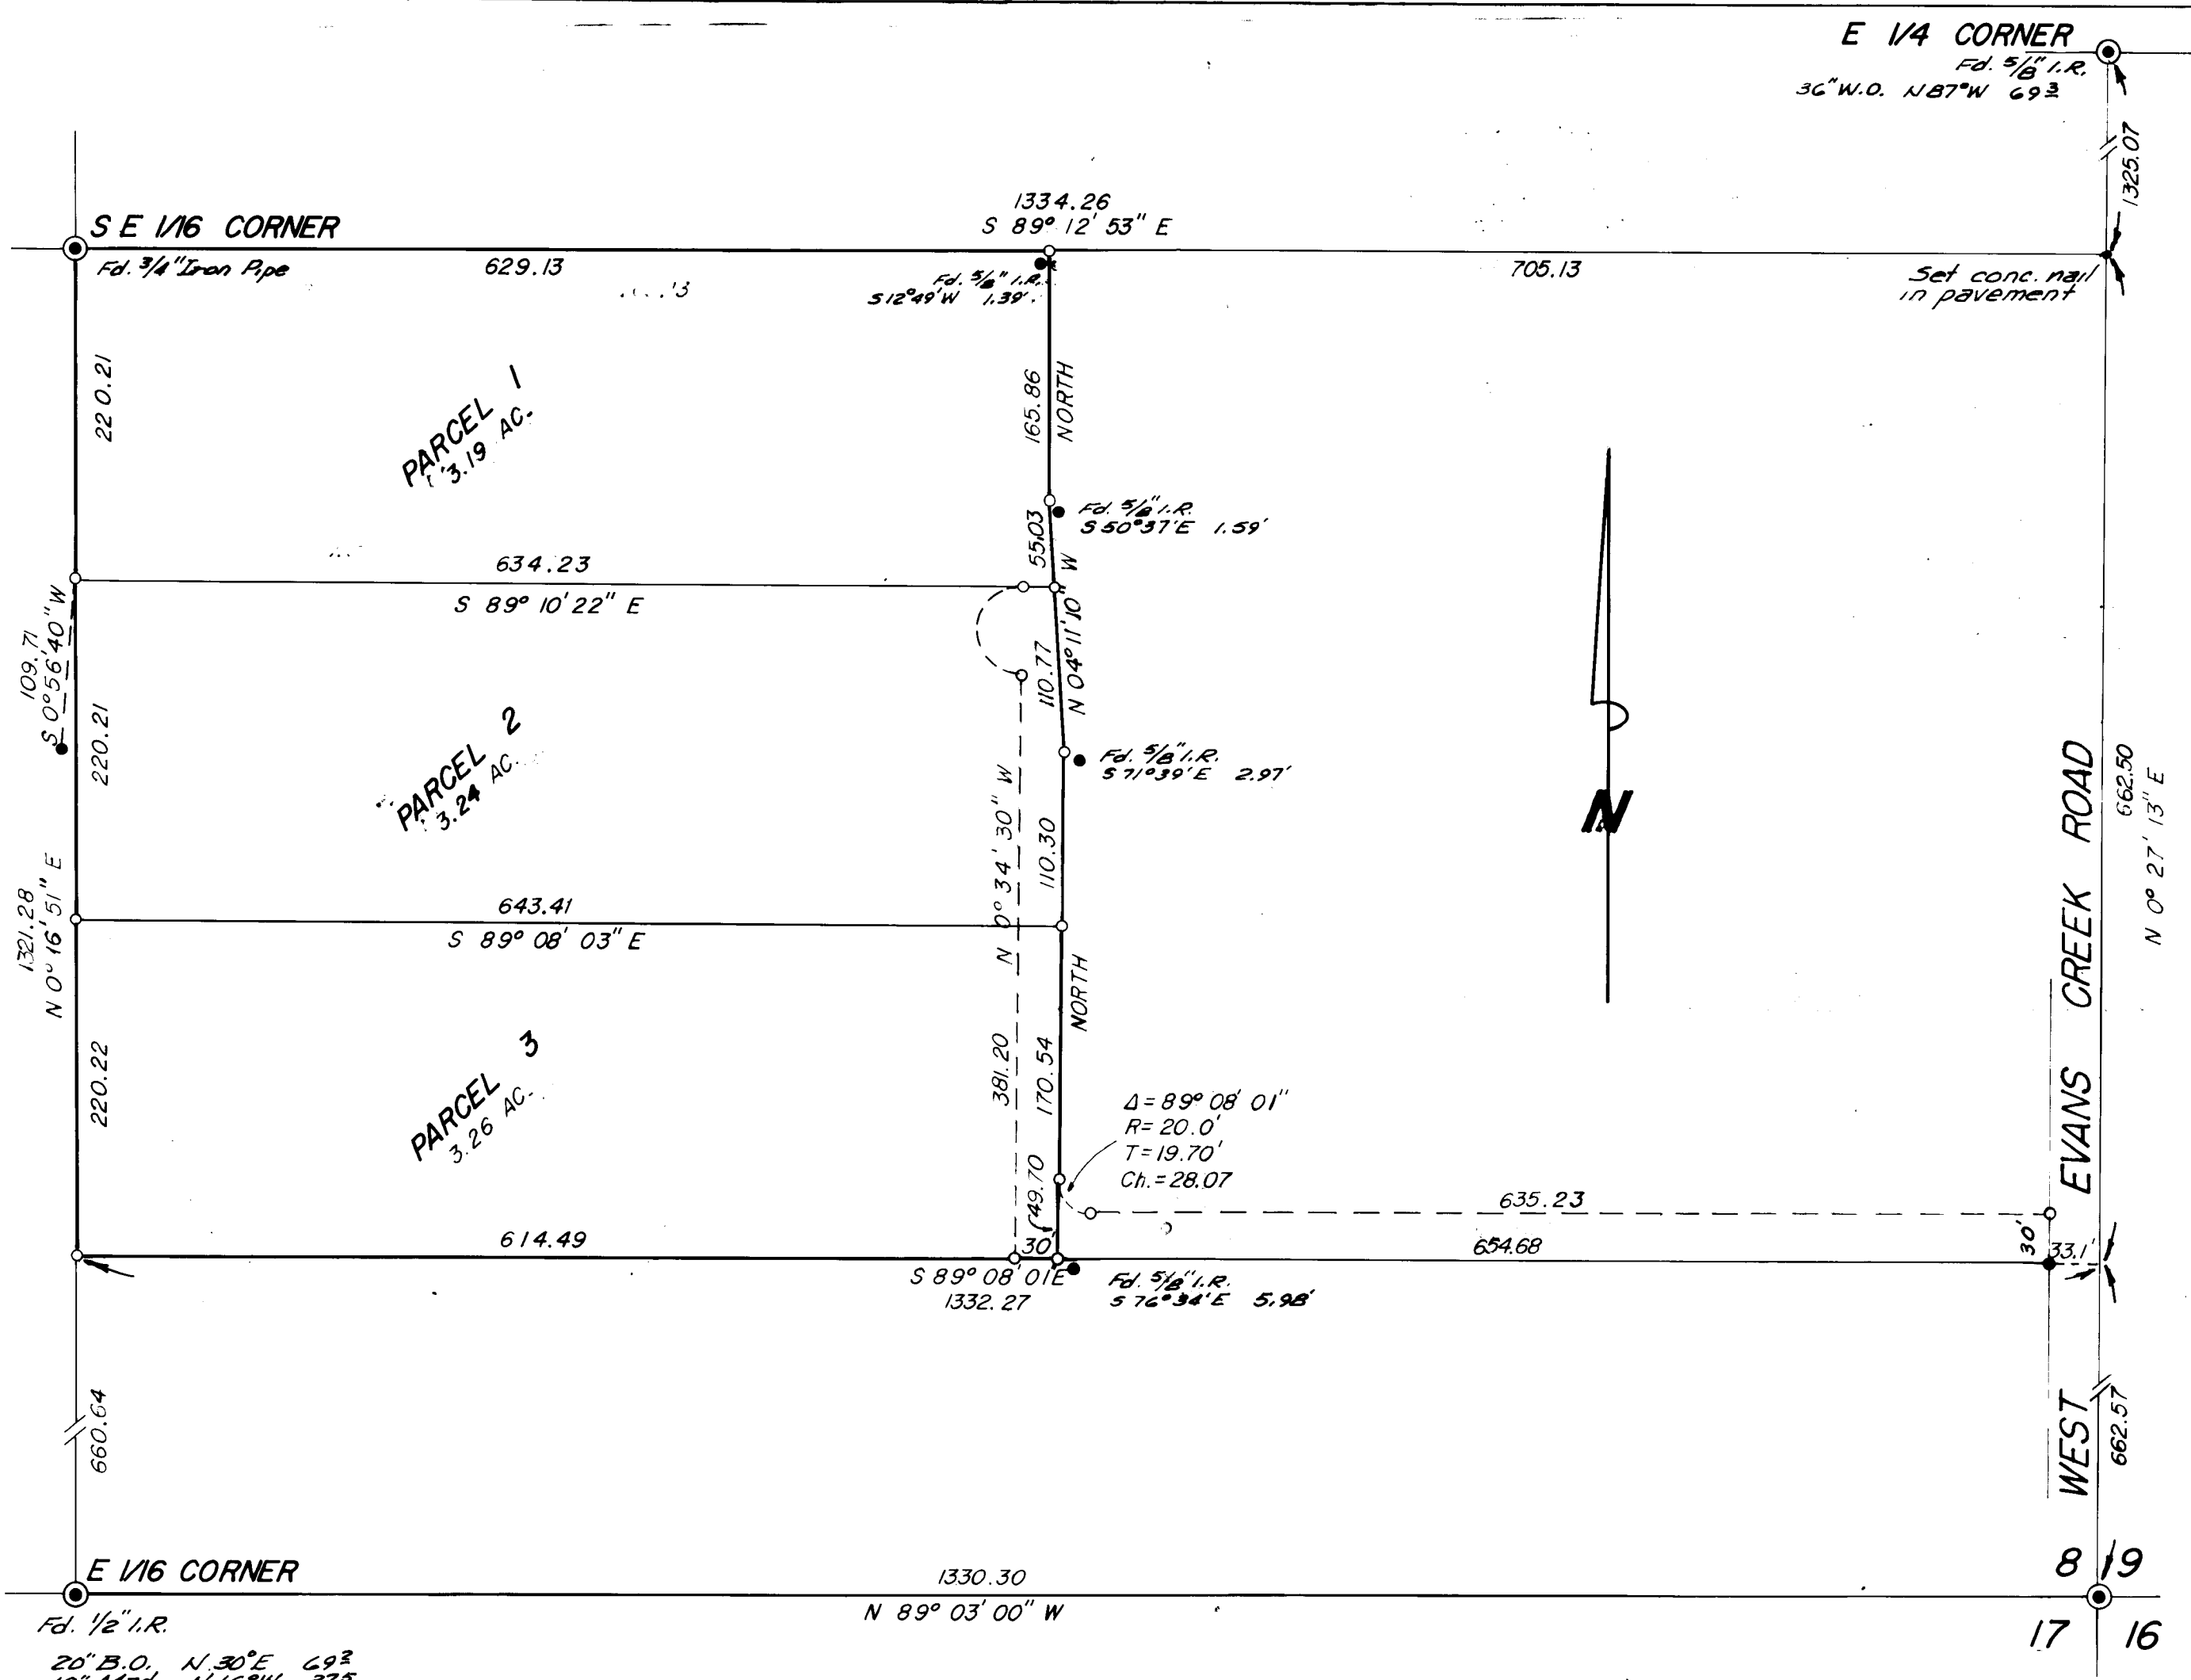 E 1/4 CORNER
Fd. 5/8" I.R.
36" W.O. N87°W 69 3
1325.07
1334.26
S 89° 12' 53" E
S E 1/16 CORNER
Fd. 3/4" Iron Pipe
629.13
705.13
Fd. 5/8" I.R.
S12°49'W 1.39'
Set conc. nail
in pavement
220.21
PARCEL 1
3.19 AC.
165.86
NORTH
Fd. 5/8" I.R.
S 50°37'E 1.59'
55.03
634.23
S 89° 10' 22" E
109.71
S 0° 56' 40" W
110.77
N 04° 11' 10" W
220.21
PARCEL 2
3.24 AC.
Fd. 5/8" I.R.
S 71°39'E 2.97'
N 0° 34' 30" W
110.30
N
662.50
N 0° 27' 13" E
WEST EVANS CREEK ROAD
1321.28
N 0° 16' 51" E
643.41
S 89° 08' 03" E
NORTH
220.22
PARCEL 3
3.26 AC.
381.20
170.54
Δ = 89° 08' 01"
R = 20.0'
T = 19.70'
Ch. = 28.07
49.70
635.23
614.49
30'
654.68
30'
33.1'
S 89° 08' 01 E
1332.27
Fd. 5/8" I.R.
S 76°34'E 5.98'
660.64
662.57
E 1/16 CORNER
1330.30
N 89° 03' 00" W
8 9
17 16
Fd. 1/2" I.R.
20" B.O. N.30°E 69 2